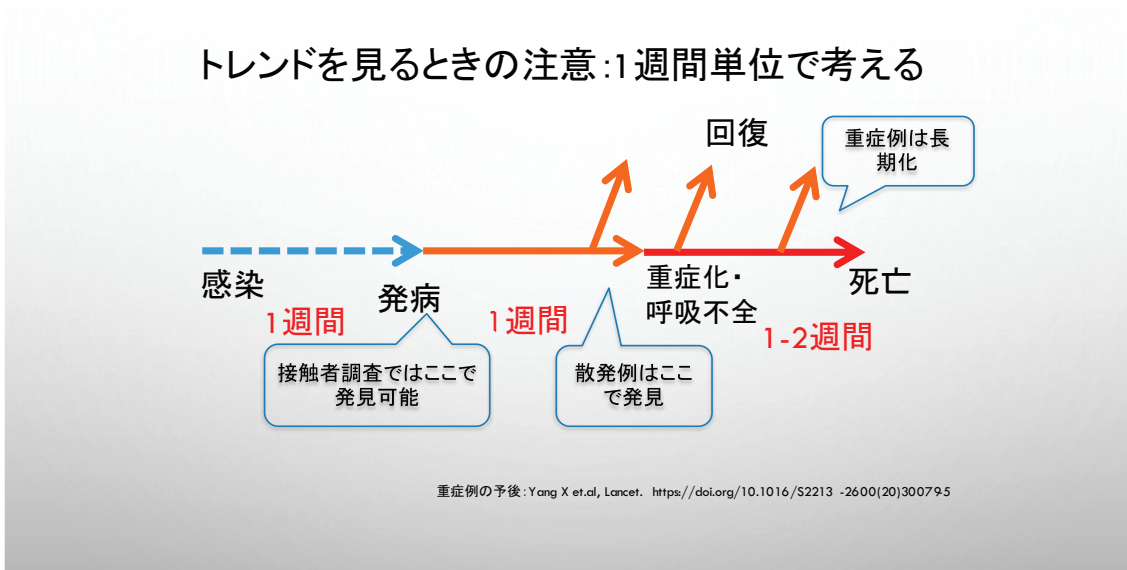 トレンドを見るときの注意:1週間単位で考える
回復
重症例は長
期化
感染
発病
重症化・
呼吸不全
死亡
1週間
1週間
1-2週間
接触者調査ではここで
発見可能
散発例はここ
で発見
重症例の予後:Yang X et.al, Lancet. https://doi.org/10.1016/S2213 -2600(20)300795